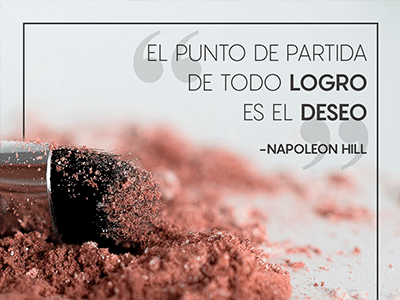 EL PUNTO DE PARTIDA
DE TODO LOGRO
ES EL DESEO
-NAPOLEON HILL